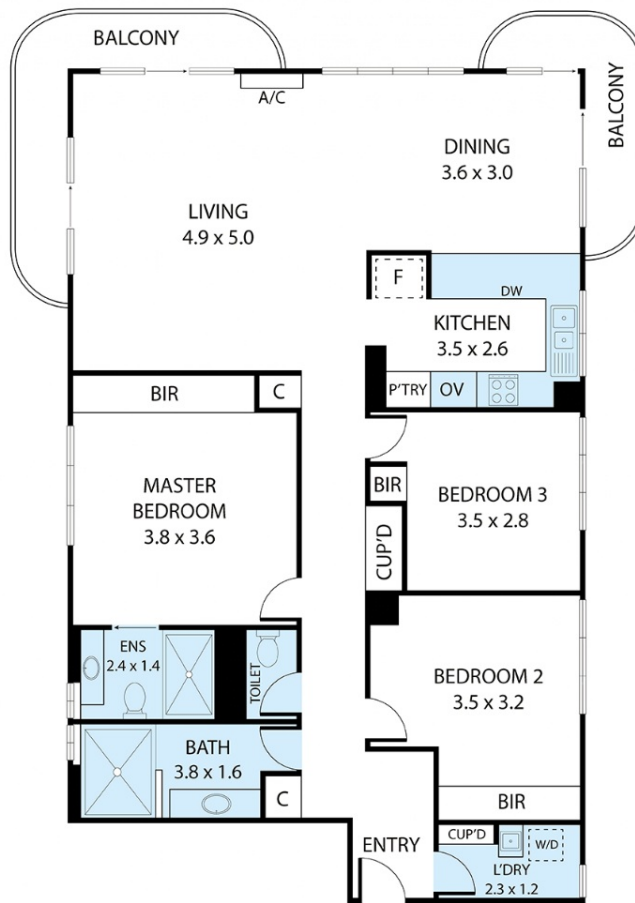 BALCONY
A/C
BALCONY
DINING
3.6 x 3.0
LIVING
4.9 x 5.0
F
DW
KITCHEN
3.5 x 2.6
P'TRY
OV
BIR
C
MASTER
BEDROOM
3.8 x 3.6
BIR
BEDROOM 3
3.5 x 2.8
CUP'D
ENS
2.4 x 1.4
TOILET
BEDROOM 2
3.5 x 3.2
BATH
3.8 x 1.6
C
BIR
ENTRY
CUP'D
W/D
L'DRY
2.3 x 1.2